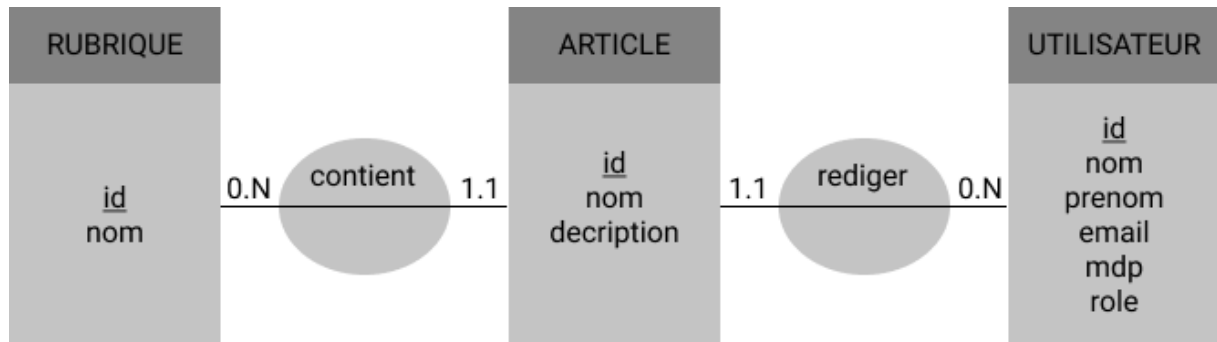 RUBRIQUE
id
nom
0.N
contient
1.1
ARTICLE
id
nom
decription
1.1
rediger
0.N
UTILISATEUR
id
nom
prenom
email
mdp
role